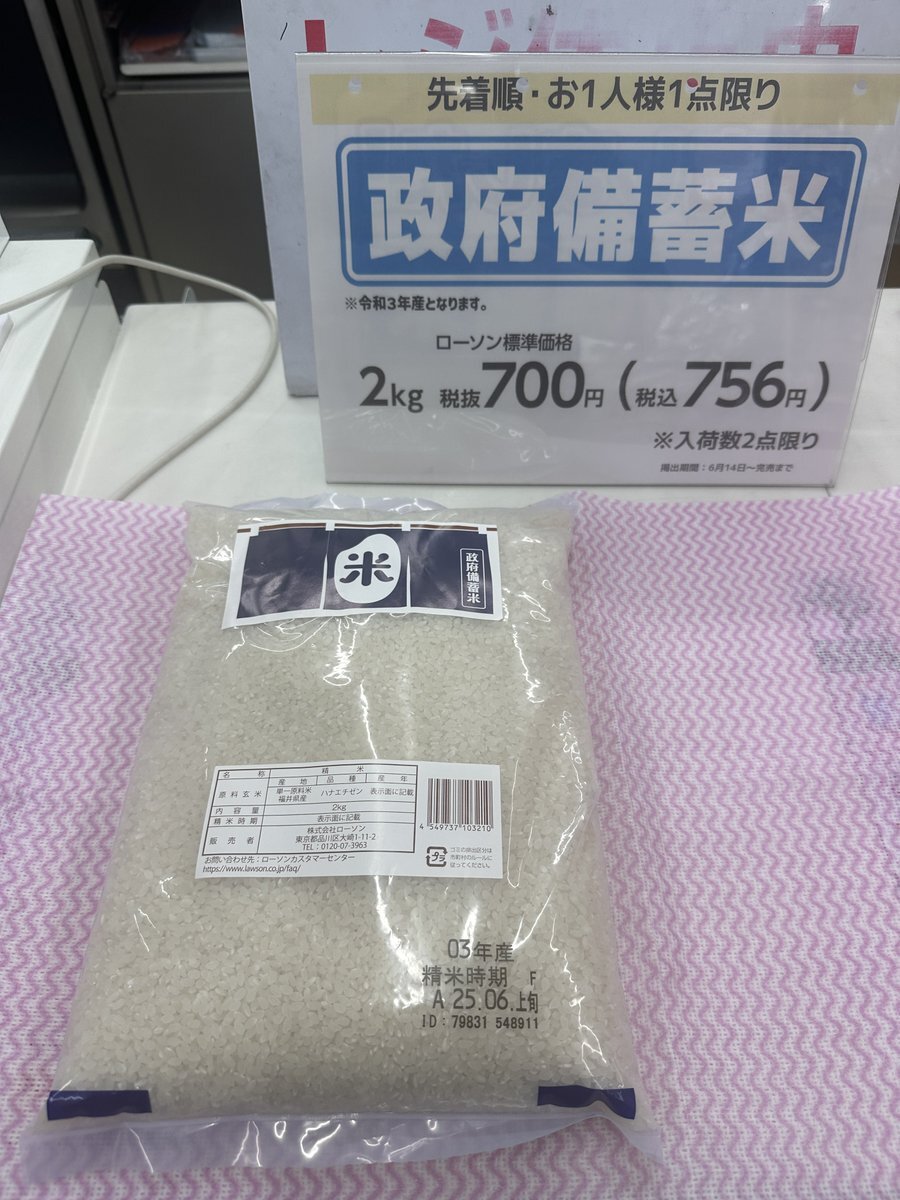 先着順・お1人様1点限り
政府備蓄米
※令和3年産となります。
ローソン標準価格
2kg 税抜700円(税込756円)
※入荷数2点限り
掲出期間:6月14日~完売まで
米
政府備蓄米
名称 精米
産地 品種 産年
原料玄米 単一原料米 ハナエチゼン 表示面に記載
福井県産
内容量 2kg
精米時期 表示面に記載
販売者 株式会社ローソン
東京都品川区大崎1-11-2
TEL:0120-07-3963
お問い合わせ先:ローソンカスタマーセンター
https://www.lawson.co.jp/faq/
4 549737 103210
プラ
ゴミの排出区分は
市町村のルールに
従ってください。
03年産
精米時期 F
A 25.06.上旬
ID:79831 548911